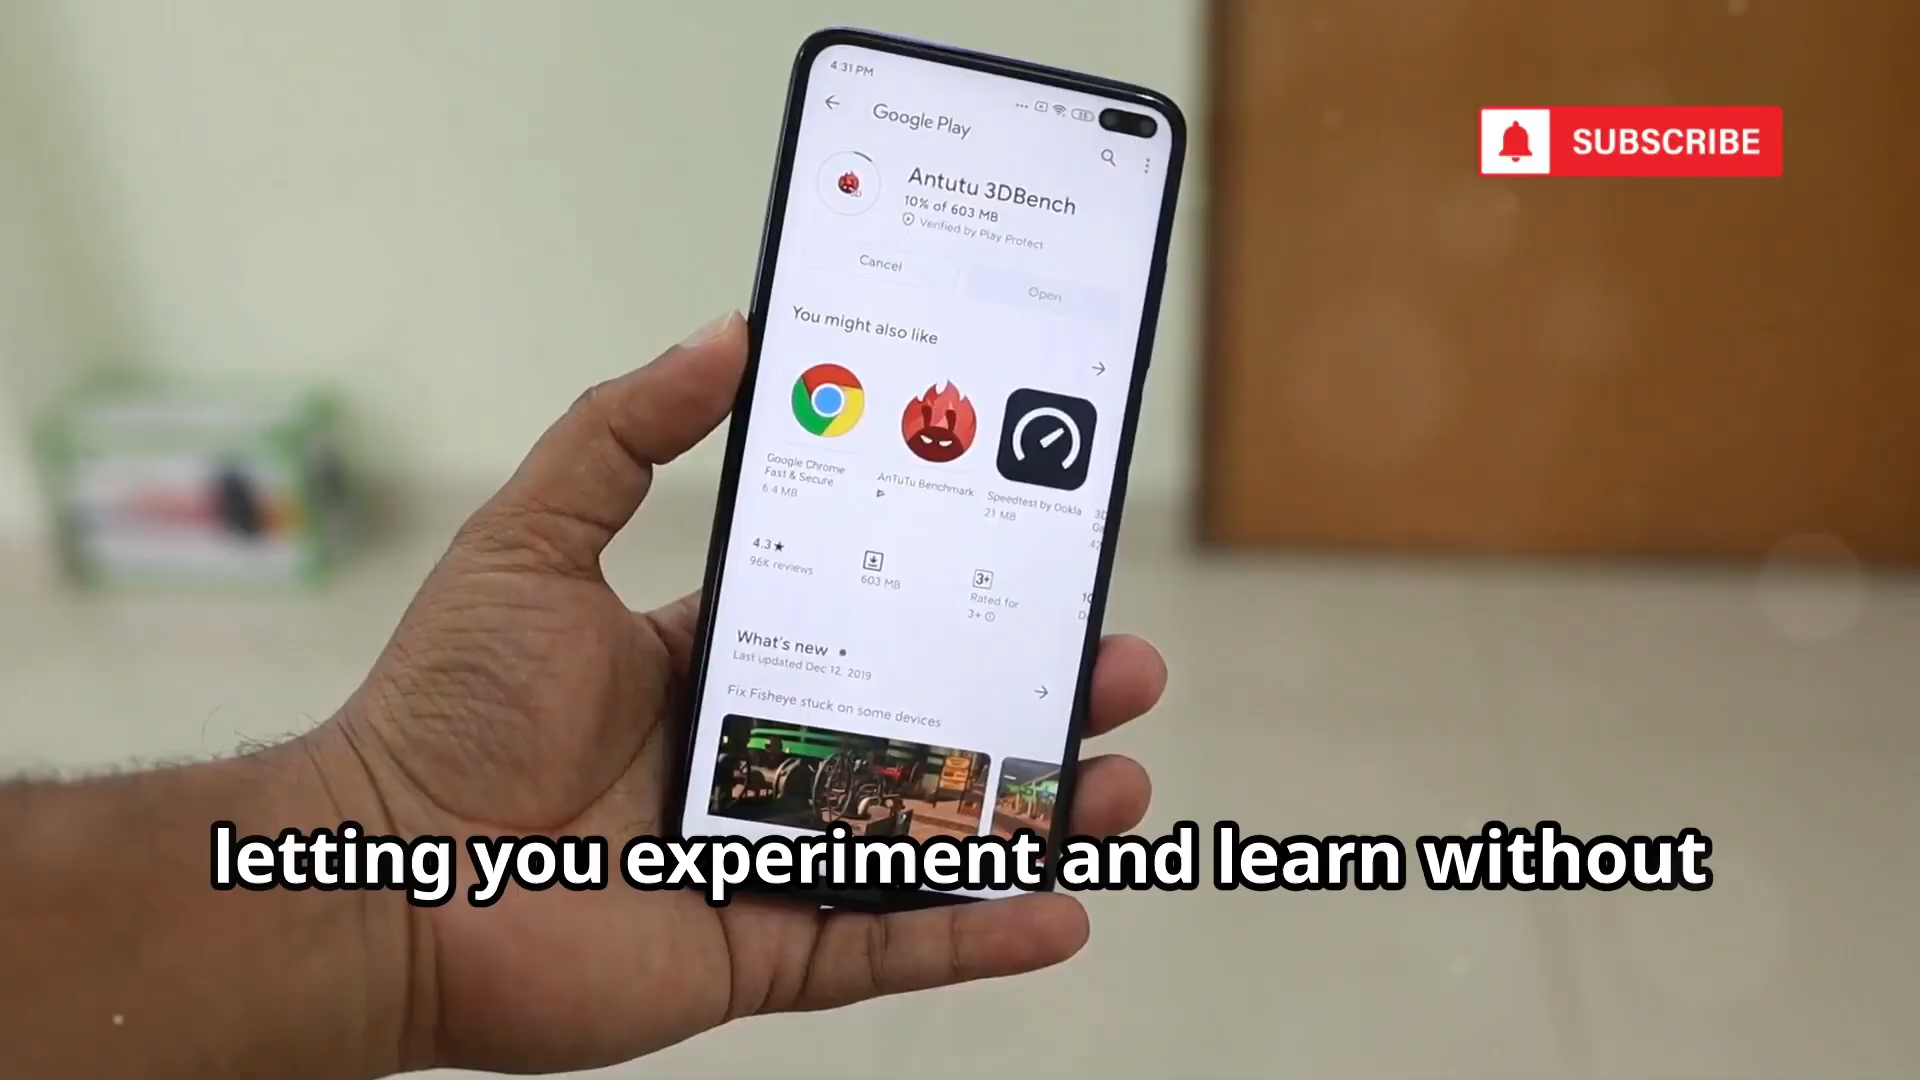 4:31 PM
Google Play
SUBSCRIBE
Antutu 3DBench
10% of 603 MB
Verified by Play Protect
Cancel
Open
You might also like
Google Chrome
Fast & Secure
6.4 MB
AnTuTu Benchmark
Speedtest by Ookla
21 MB
4.3★
96K reviews
603 MB
3+
Rated for
3+
What's new
Last updated Dec 12, 2019
Fix Fisheye stuck on some devices
letting you experiment and learn without